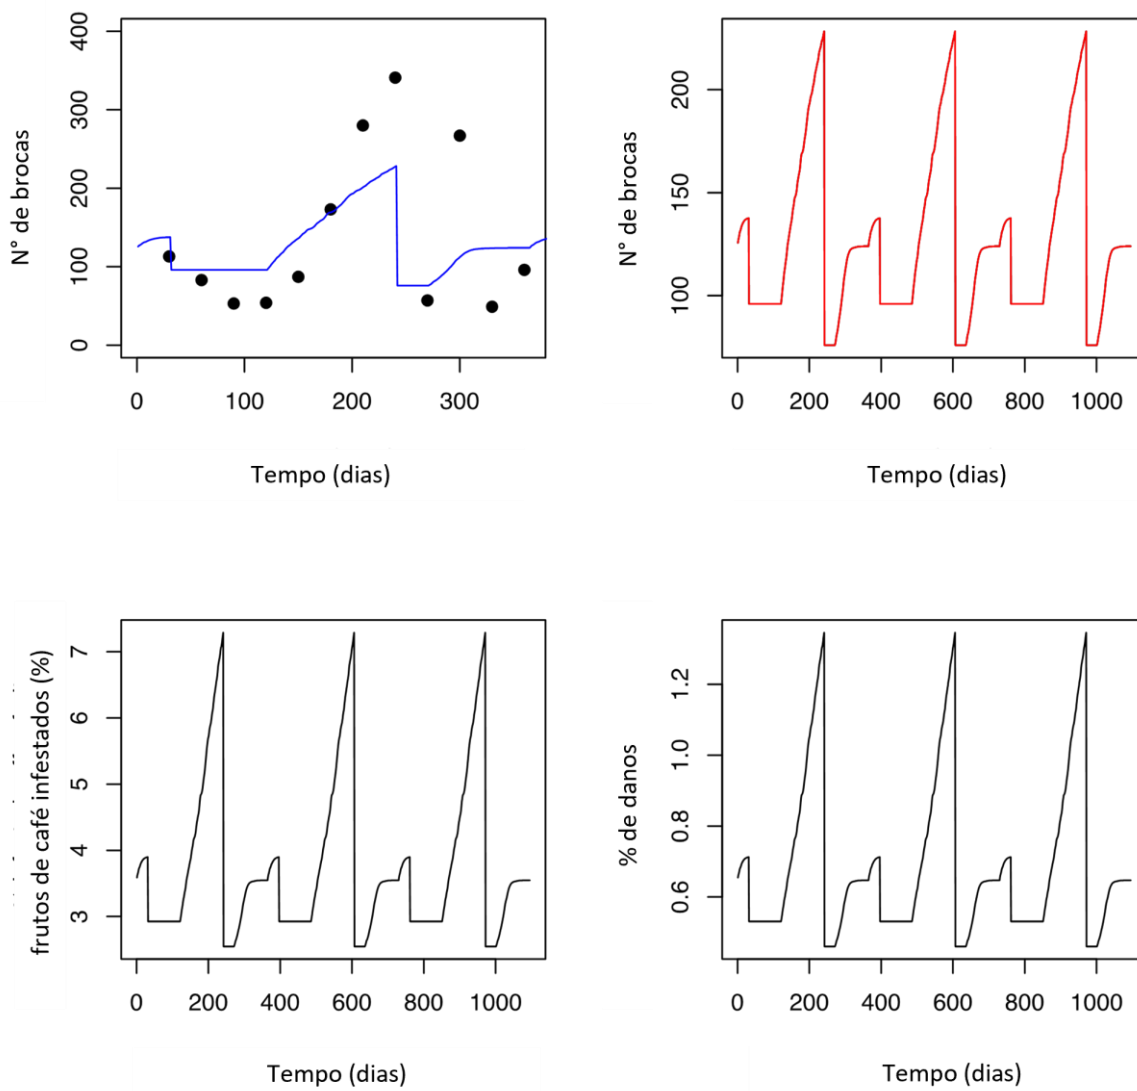 N° de brocas
400
300
200
100
0
0 100 200 300
Tempo (dias)
N° de brocas
200
150
100
0 200 400 600 800 1000
Tempo (dias)
frutos de café infestados (%)
7
6
5
4
3
0 200 400 600 800 1000
Tempo (dias)
% de danos
1.2
1.0
0.8
0.6
0 200 400 600 800 1000
Tempo (dias)